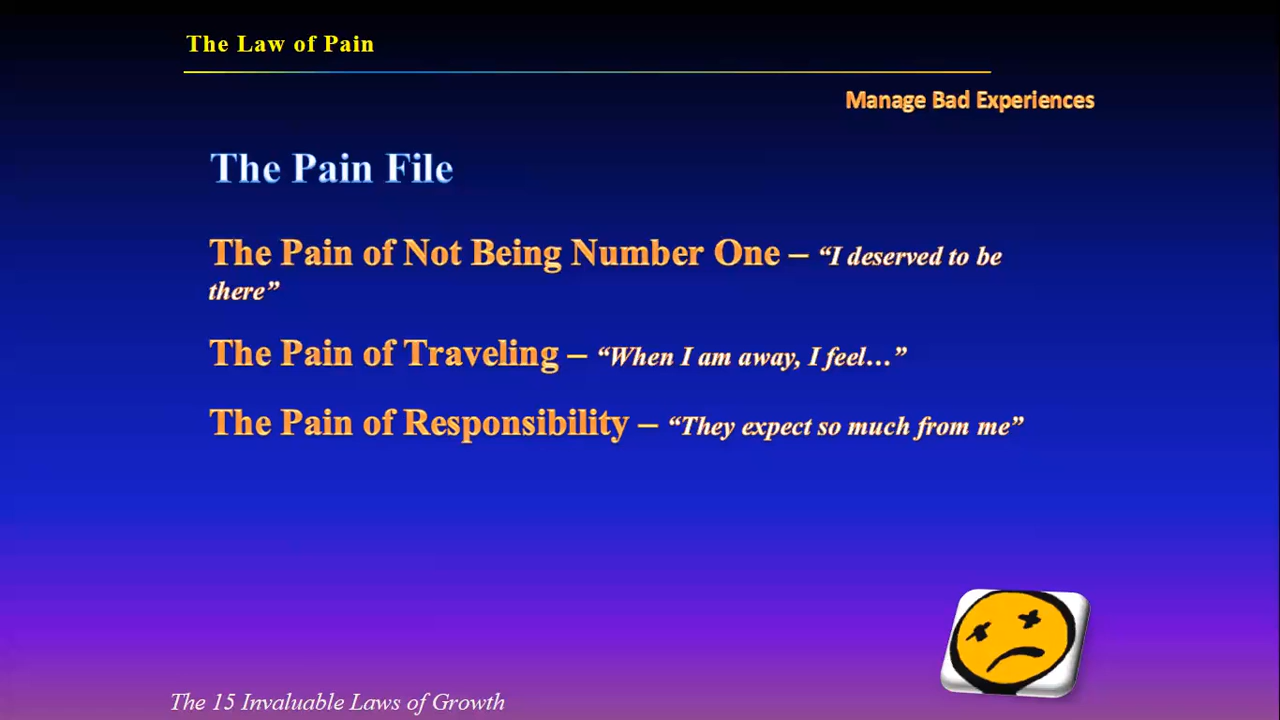 The Law of Pain
Manage Bad Experiences
The Pain File
The Pain of Not Being Number One – “I deserved to be
there”
The Pain of Traveling – “When I am away, I feel…”
The Pain of Responsibility – “They expect so much from me”
The 15 Invaluable Laws of Growth